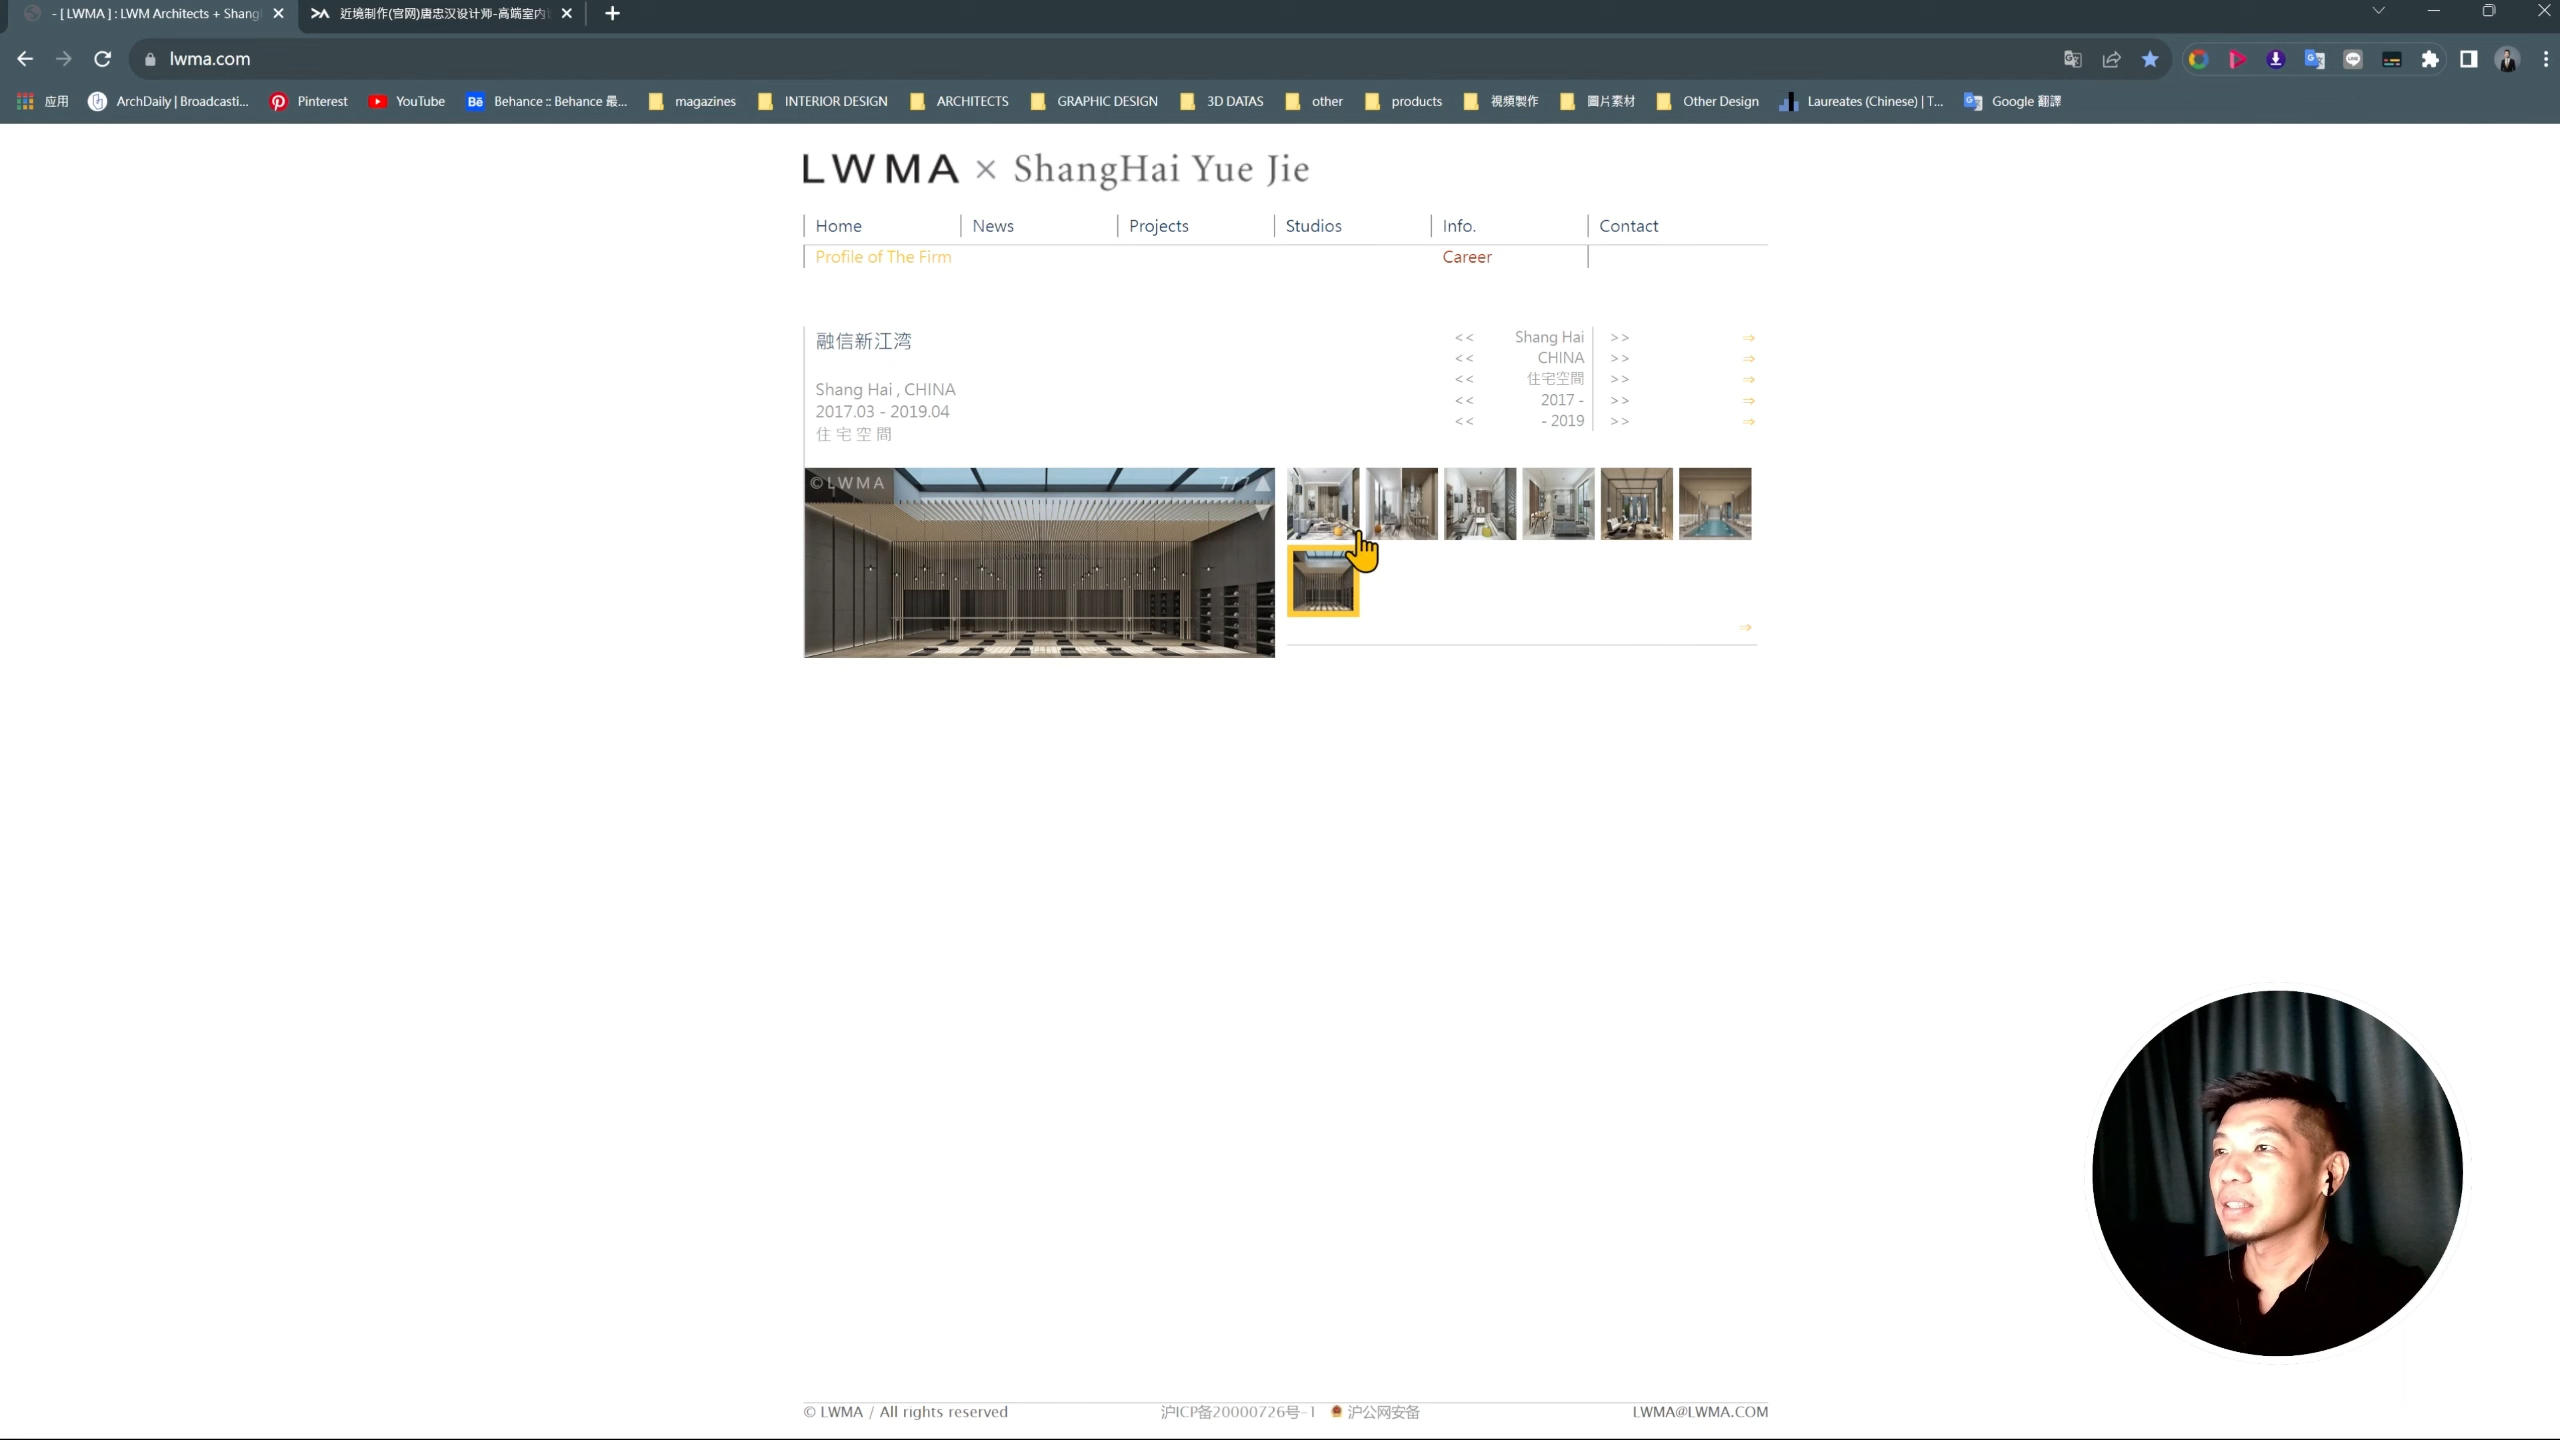 - [ LWMA ] : LWM Architects + Shang
近境制作(官网)唐忠汉设计师-高端室内
lwma.com
应用 ArchDaily | Broadcasti... Pinterest YouTube Behance :: Behance 最... magazines INTERIOR DESIGN ARCHITECTS GRAPHIC DESIGN 3D DATAS other products 視頻製作 圖片素材 Other Design Laureates (Chinese) | T... Google 翻譯
LWMA × ShangHai Yue Jie
Home News Projects Studios Info. Contact
Profile of The Firm Career
融信新江湾
Shang Hai , CHINA
2017.03 - 2019.04
住宅空間
<< Shang Hai >> ⇒
<< CHINA >> ⇒
<< 住宅空間 >> ⇒
<< 2017 - >> ⇒
<< - 2019 >> ⇒
©LWMA 7/7
⇒
© LWMA / All rights reserved 沪ICP备20000726号-1 沪公网安备 LWMA@LWMA.COM